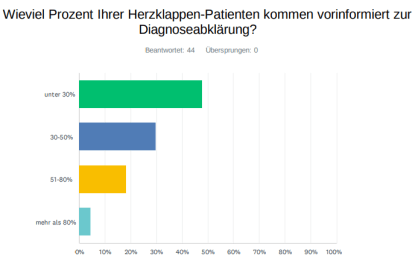 Wieviel Prozent Ihrer Herzklappen-Patienten kommen vorinformiert zur
Diagnoseabklärung?
Beantwortet: 44 Übersprungen: 0
unter 30%
30-50%
51-80%
mehr als 80%
0% 10% 20% 30% 40% 50% 60% 70% 80% 90% 100%